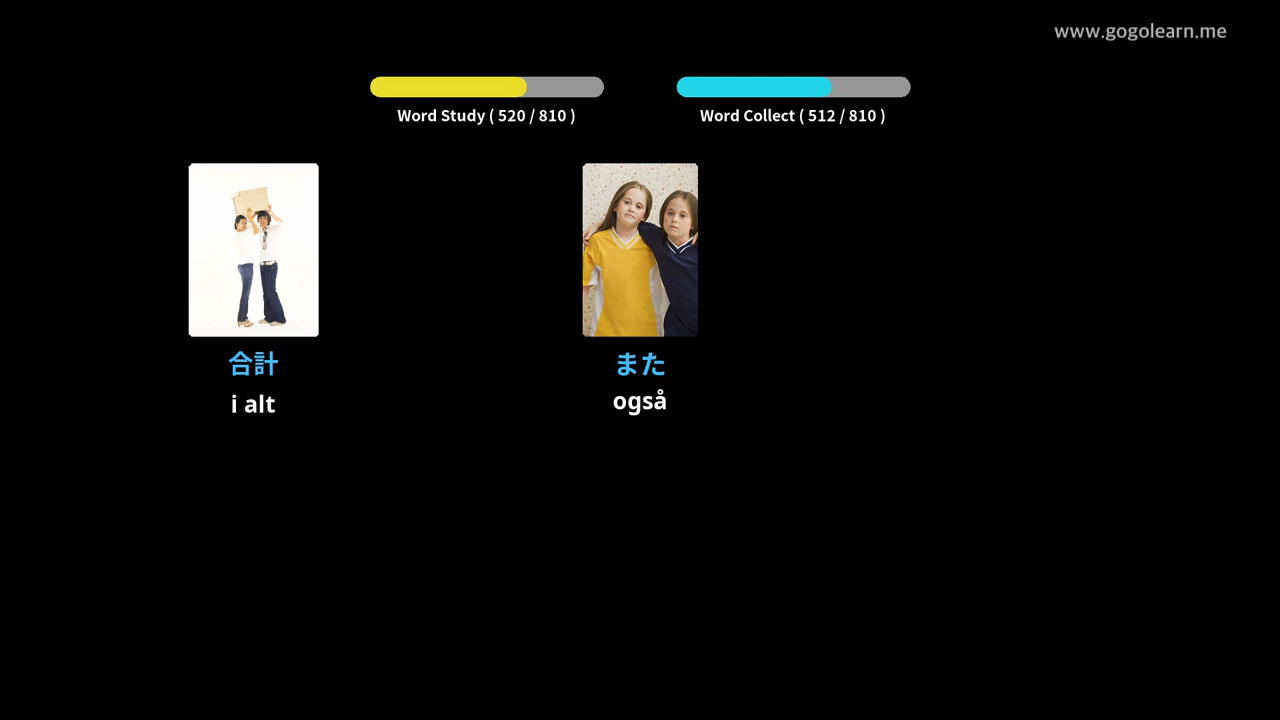 www.gogolearn.me
Word Study ( 520 / 810 )
Word Collect ( 512 / 810 )
合計
i alt
また
også